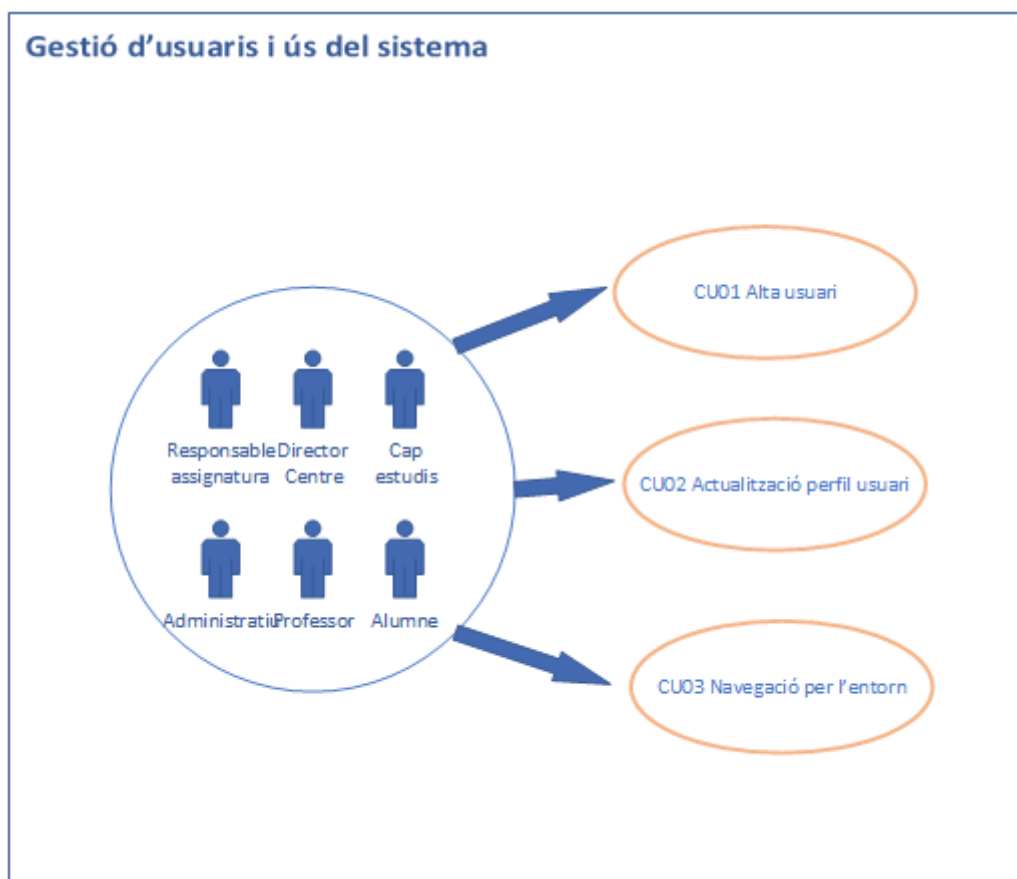 Gestió d'usuaris i ús del sistema
CU01 Alta usuari
Responsable Director Cap
assignatura Centre estudis
CU02 Actualització perfil usuari
Administratiu Professor Alumne
CU03 Navegació per l'entorn